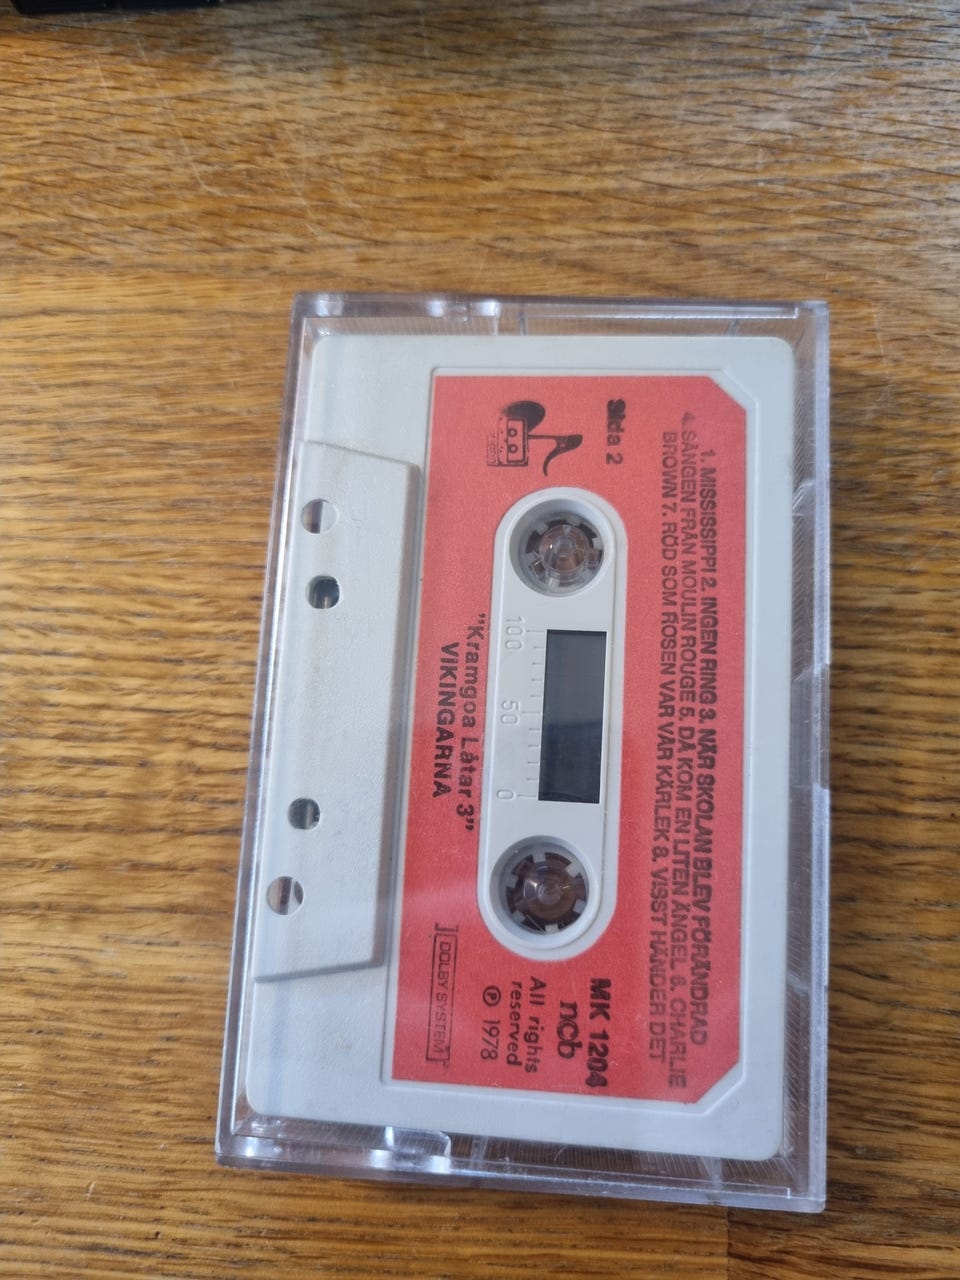 1. MISSISSIPPI 2. INGEN RING 3. NÄR SKOLAN BLEV FÖRÄNDRAD
4. SÅNGEN FRÅN MOULIN ROUGE 5. DÅ KOM EN LITEN ÄNGEL 6. CHARLIE
BROWN 7. RÖD SOM ROSEN VAR VÅR KÄRLEK 8. VISST HÄNDER DET
Sida 2
MK 1204
ncb
All rights
reserved
℗ 1978
100 50 0
"Kramgoa Låtar 3"
VIKINGARNA
DOLBY SYSTEM